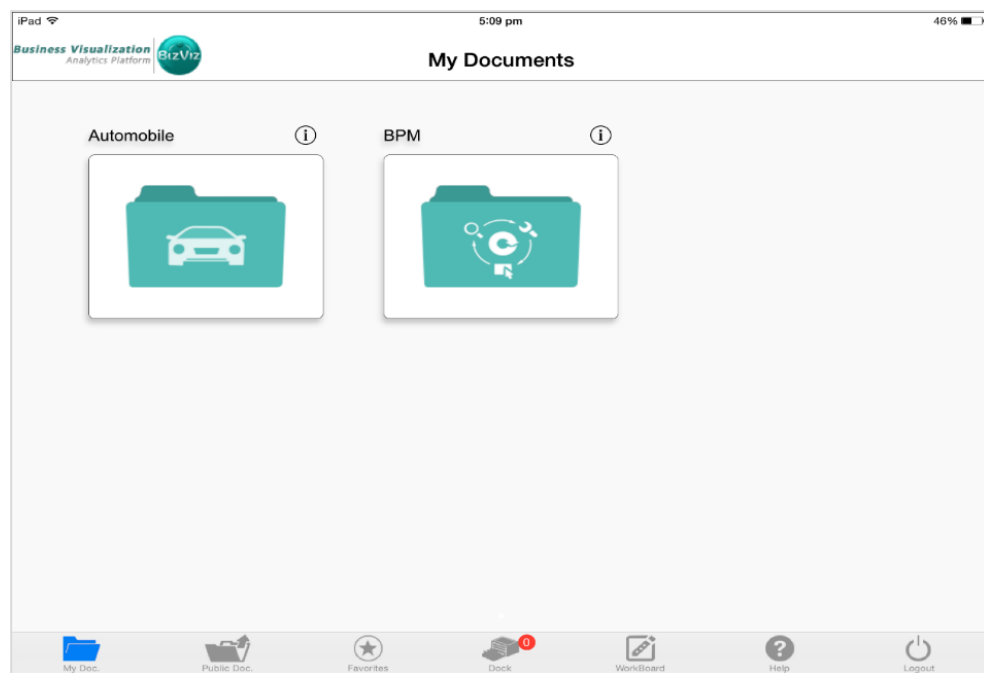 iPad 5:09 pm 46%
Business Visualization
Analytics Platform
BizViz
My Documents
Automobile
BPM
0
My Doc. Public Doc. Favorites Dock WorkBoard Help Logout